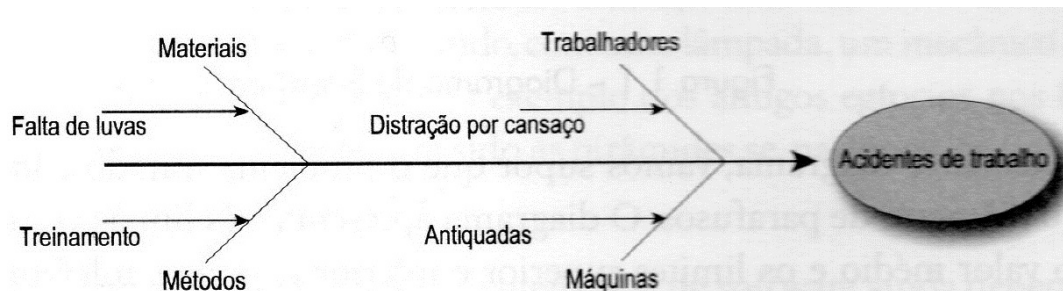 Materiais
Trabalhadores
Falta de luvas
Distração por cansaço
Acidentes de trabalho
Treinamento
Antiquadas
Métodos
Máquinas